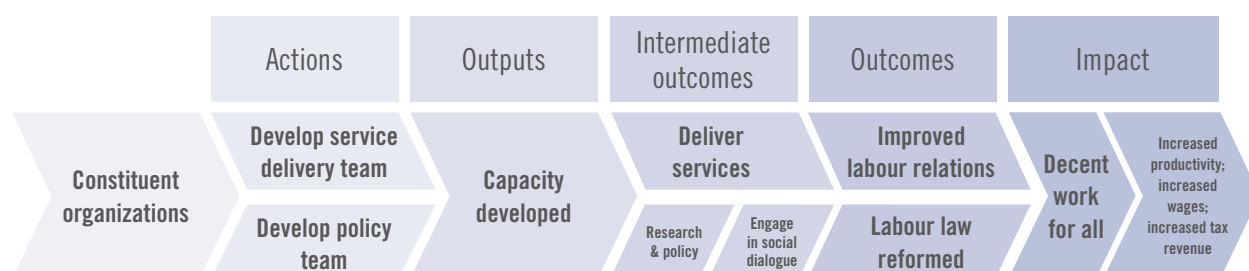 Actions
Outputs
Intermediate
outcomes
Outcomes
Impact
Constituent
organizations
Develop service
delivery team
Develop policy
team
Capacity
developed
Deliver
services
Research
& policy
Engage
in social
dialogue
Improved
labour relations
Labour law
reformed
Decent
work
for all
Increased
productivity;
increased
wages;
increased tax
revenue